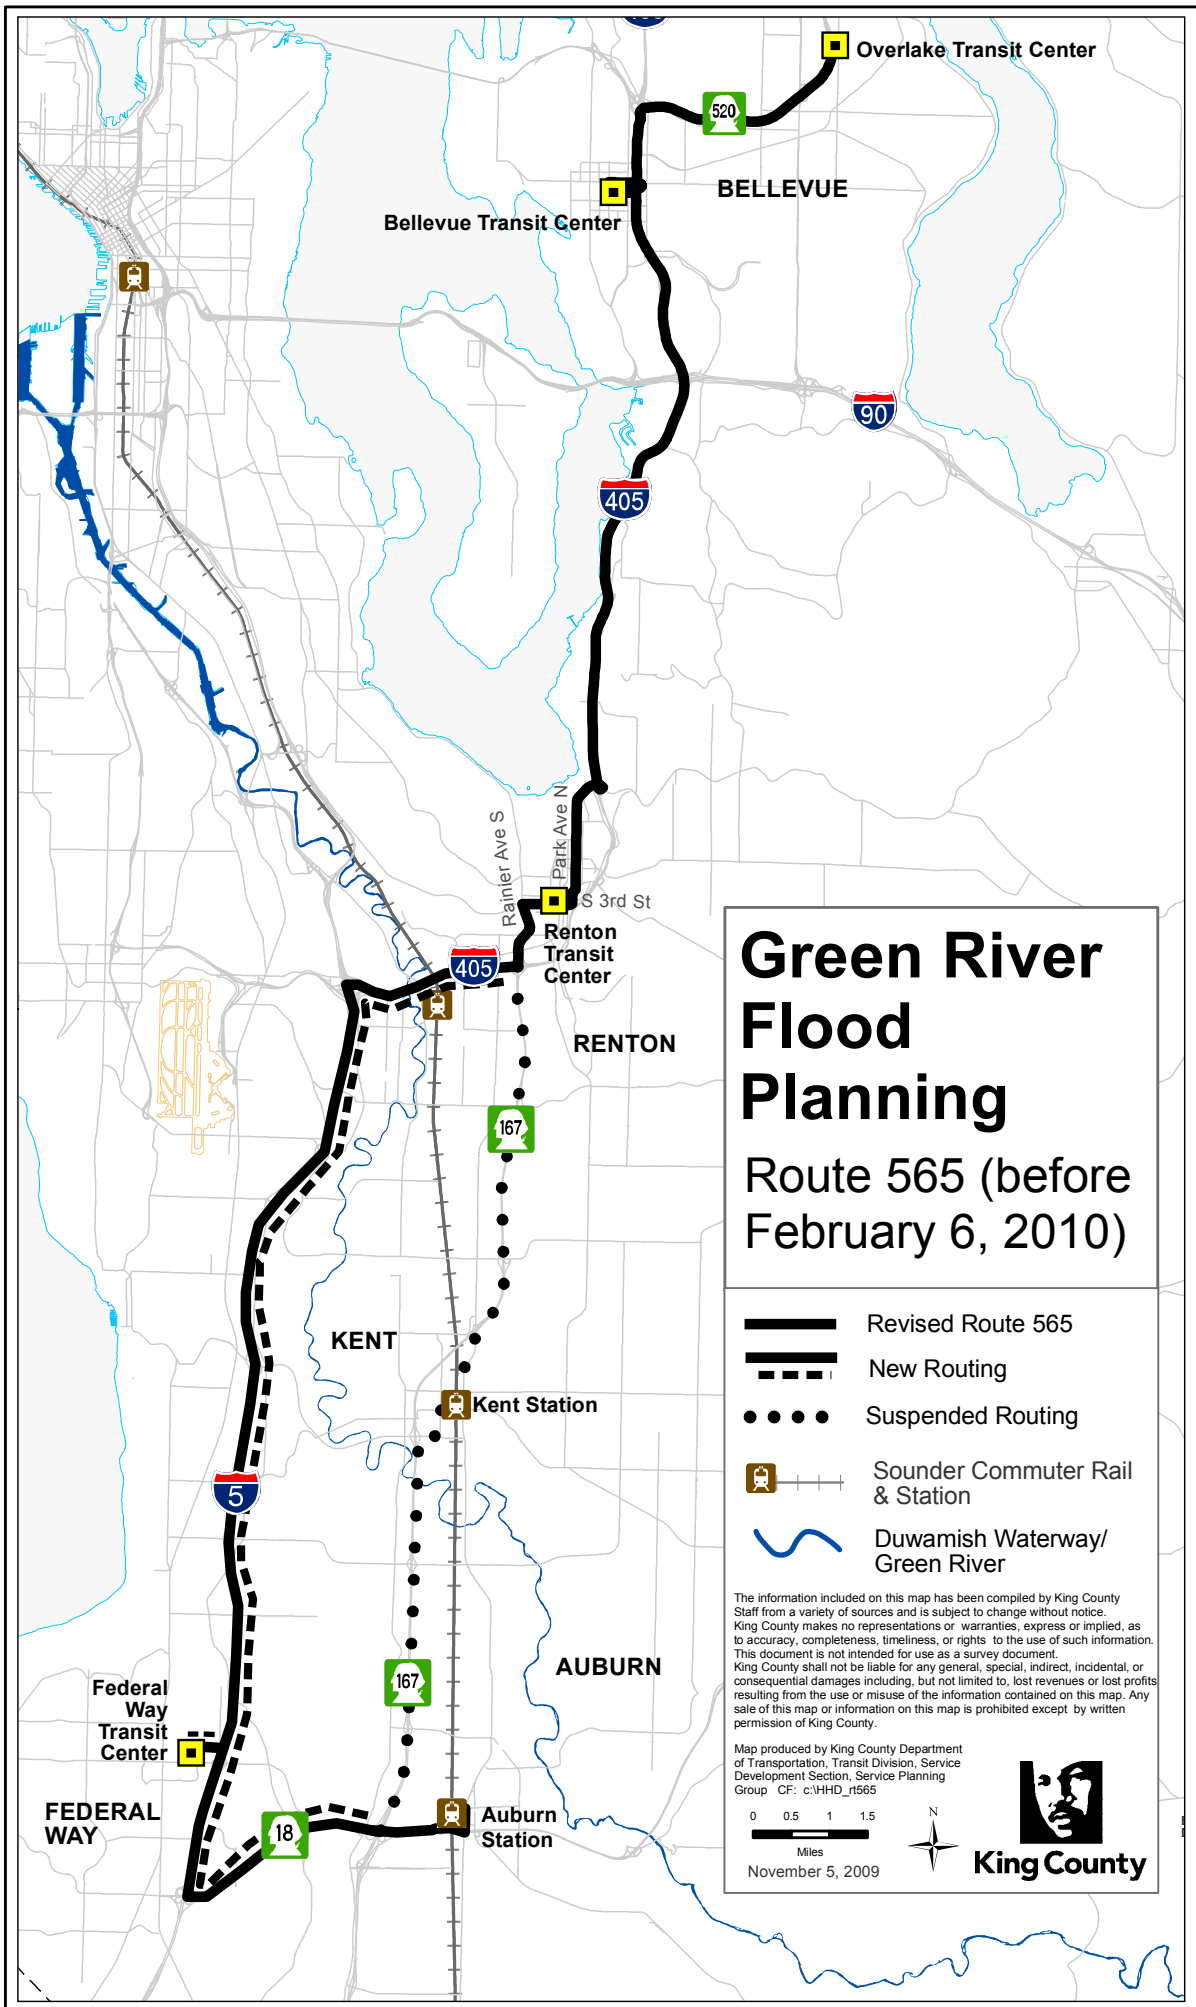 Overlake Transit Center
520
BELLEVUE
Bellevue Transit Center
90
405
Rainier Ave S
Park Ave N
S 3rd St
Renton
Transit
Center
405
RENTON
167
KENT
Kent Station
5
AUBURN
167
Federal
Way
Transit
Center
FEDERAL
WAY
18
Auburn
Station
Green River
Flood
Planning
Route 565 (before
February 6, 2010)
Revised Route 565
New Routing
Suspended Routing
Sounder Commuter Rail
& Station
Duwamish Waterway/
Green River
The information included on this map has been compiled by King County
Staff from a variety of sources and is subject to change without notice.
King County makes no representations or warranties, express or implied, as
to accuracy, completeness, timeliness, or rights to the use of such information.
This document is not intended for use as a survey document.
King County shall not be liable for any general, special, indirect, incidental, or
consequential damages including, but not limited to, lost revenues or lost profits
resulting from the use or misuse of the information contained on this map. Any
sale of this map or information on this map is prohibited except by written
permission of King County.
Map produced by King County Department
of Transportation, Transit Division, Service
Development Section, Service Planning
Group CF: c:\HHD_rt565
0 0.5 1 1.5
Miles
November 5, 2009
N
King County